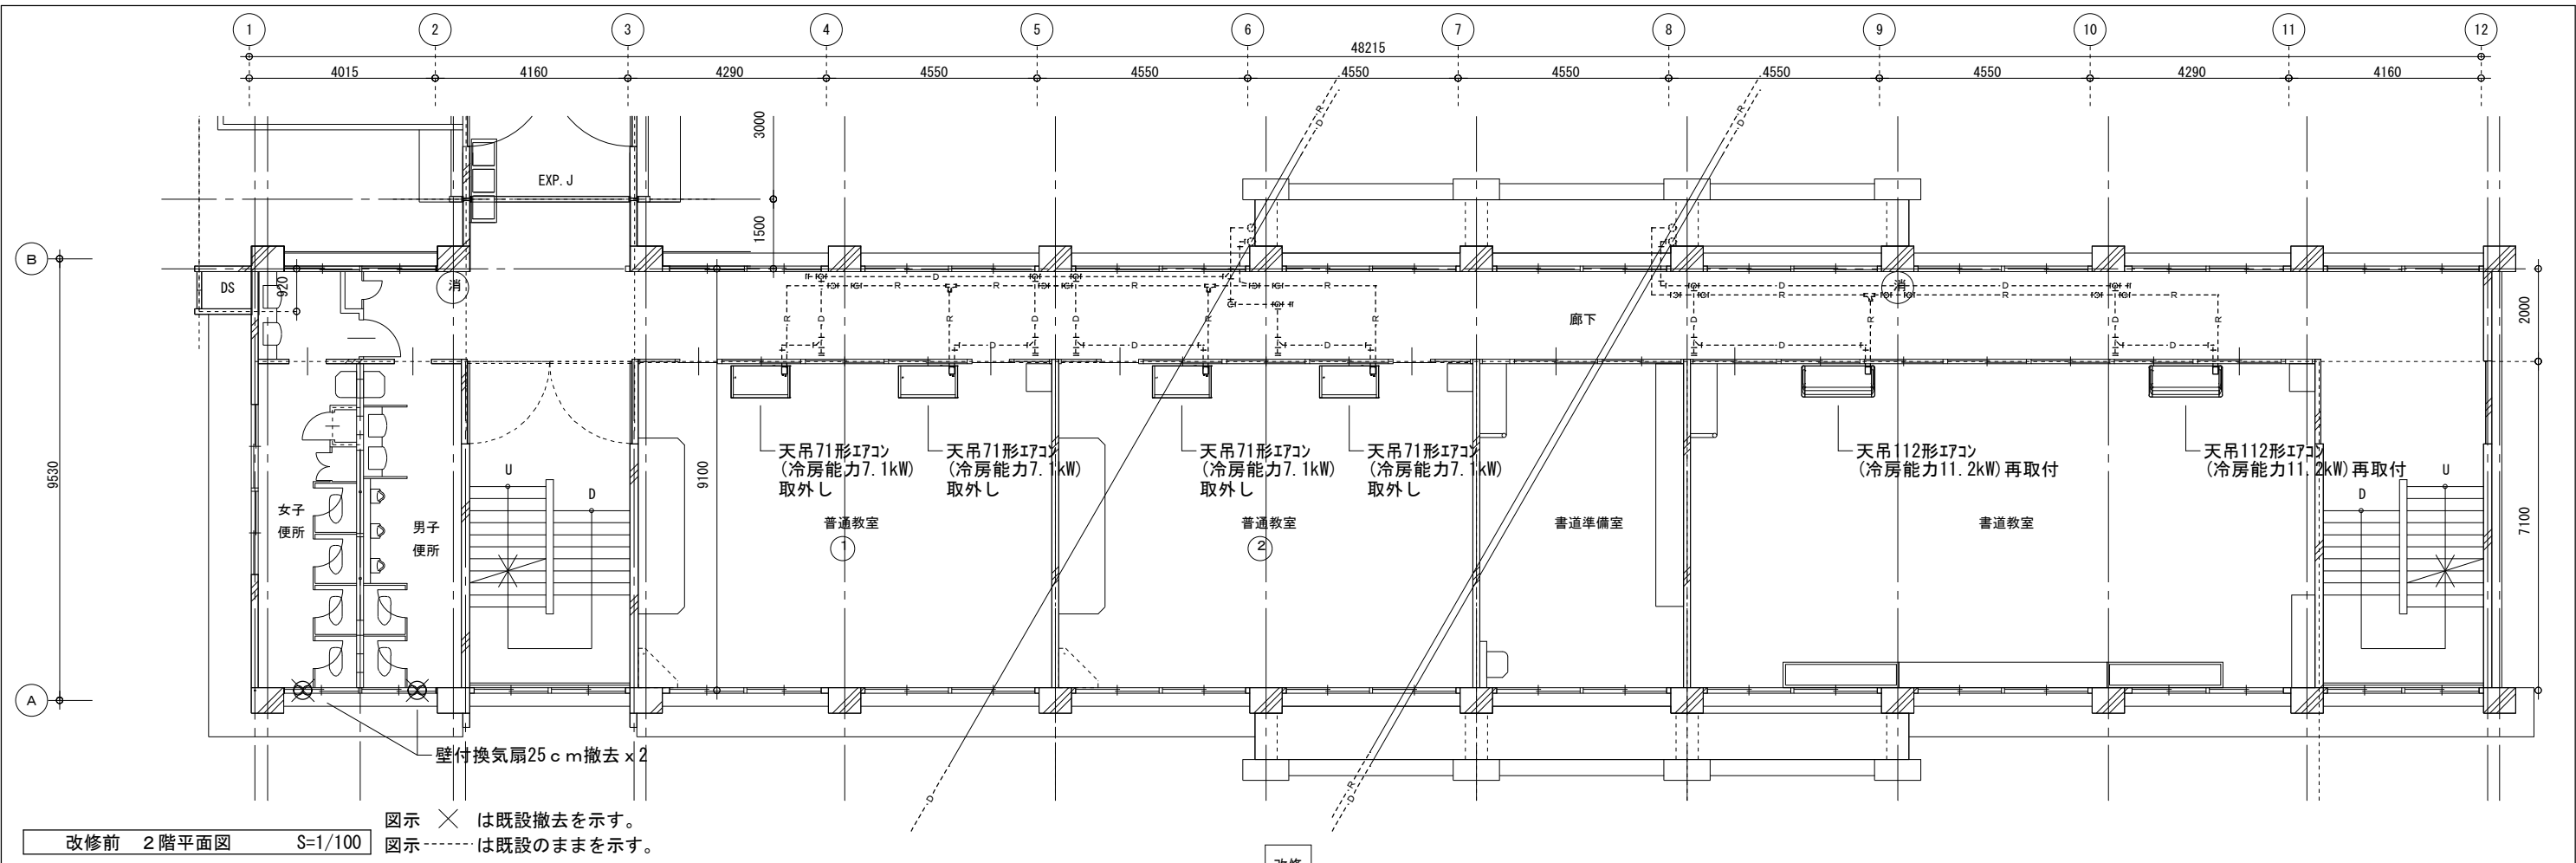 1 2 3 4 5 6 7 8 9 10 11 12
48215
4015 4160 4290 4550 4550 4550 4550 4550 4550 4290 4160
3000
EXP.J
1500
B
DS
920
消
消
廊下
2000
9530
9100
7100
天吊71形ｴｱｺﾝ
(冷房能力7.1kW)
取外し
天吊71形ｴｱｺﾝ
(冷房能力7.1kW)
取外し
天吊71形ｴｱｺﾝ
(冷房能力7.1kW)
取外し
天吊71形ｴｱｺﾝ
(冷房能力7.1kW)
取外し
天吊112形ｴｱｺﾝ
(冷房能力11.2kW)再取付
天吊112形ｴｱｺﾝ
(冷房能力11.2kW)再取付
U
D
U
D
女子
便所
男子
便所
普通教室
1
普通教室
2
書道準備室
書道教室
A
壁付換気扇25ｃｍ撤去ｘ2
図示 × は既設撤去を示す。
図示 ------ は既設のままを示す。
改修前 ２階平面図 S=1/100